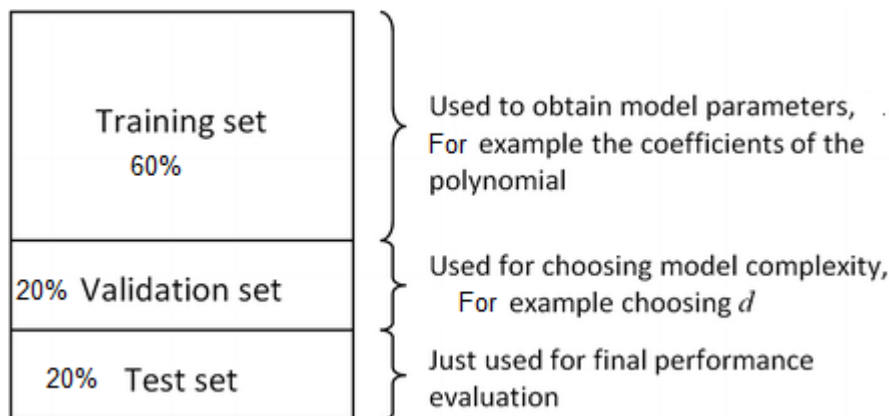 Training set
60%
Used to obtain model parameters,
For example the coefficients of the
polynomial
20% Validation set
Used for choosing model complexity,
For example choosing d
20% Test set
Just used for final performance
evaluation